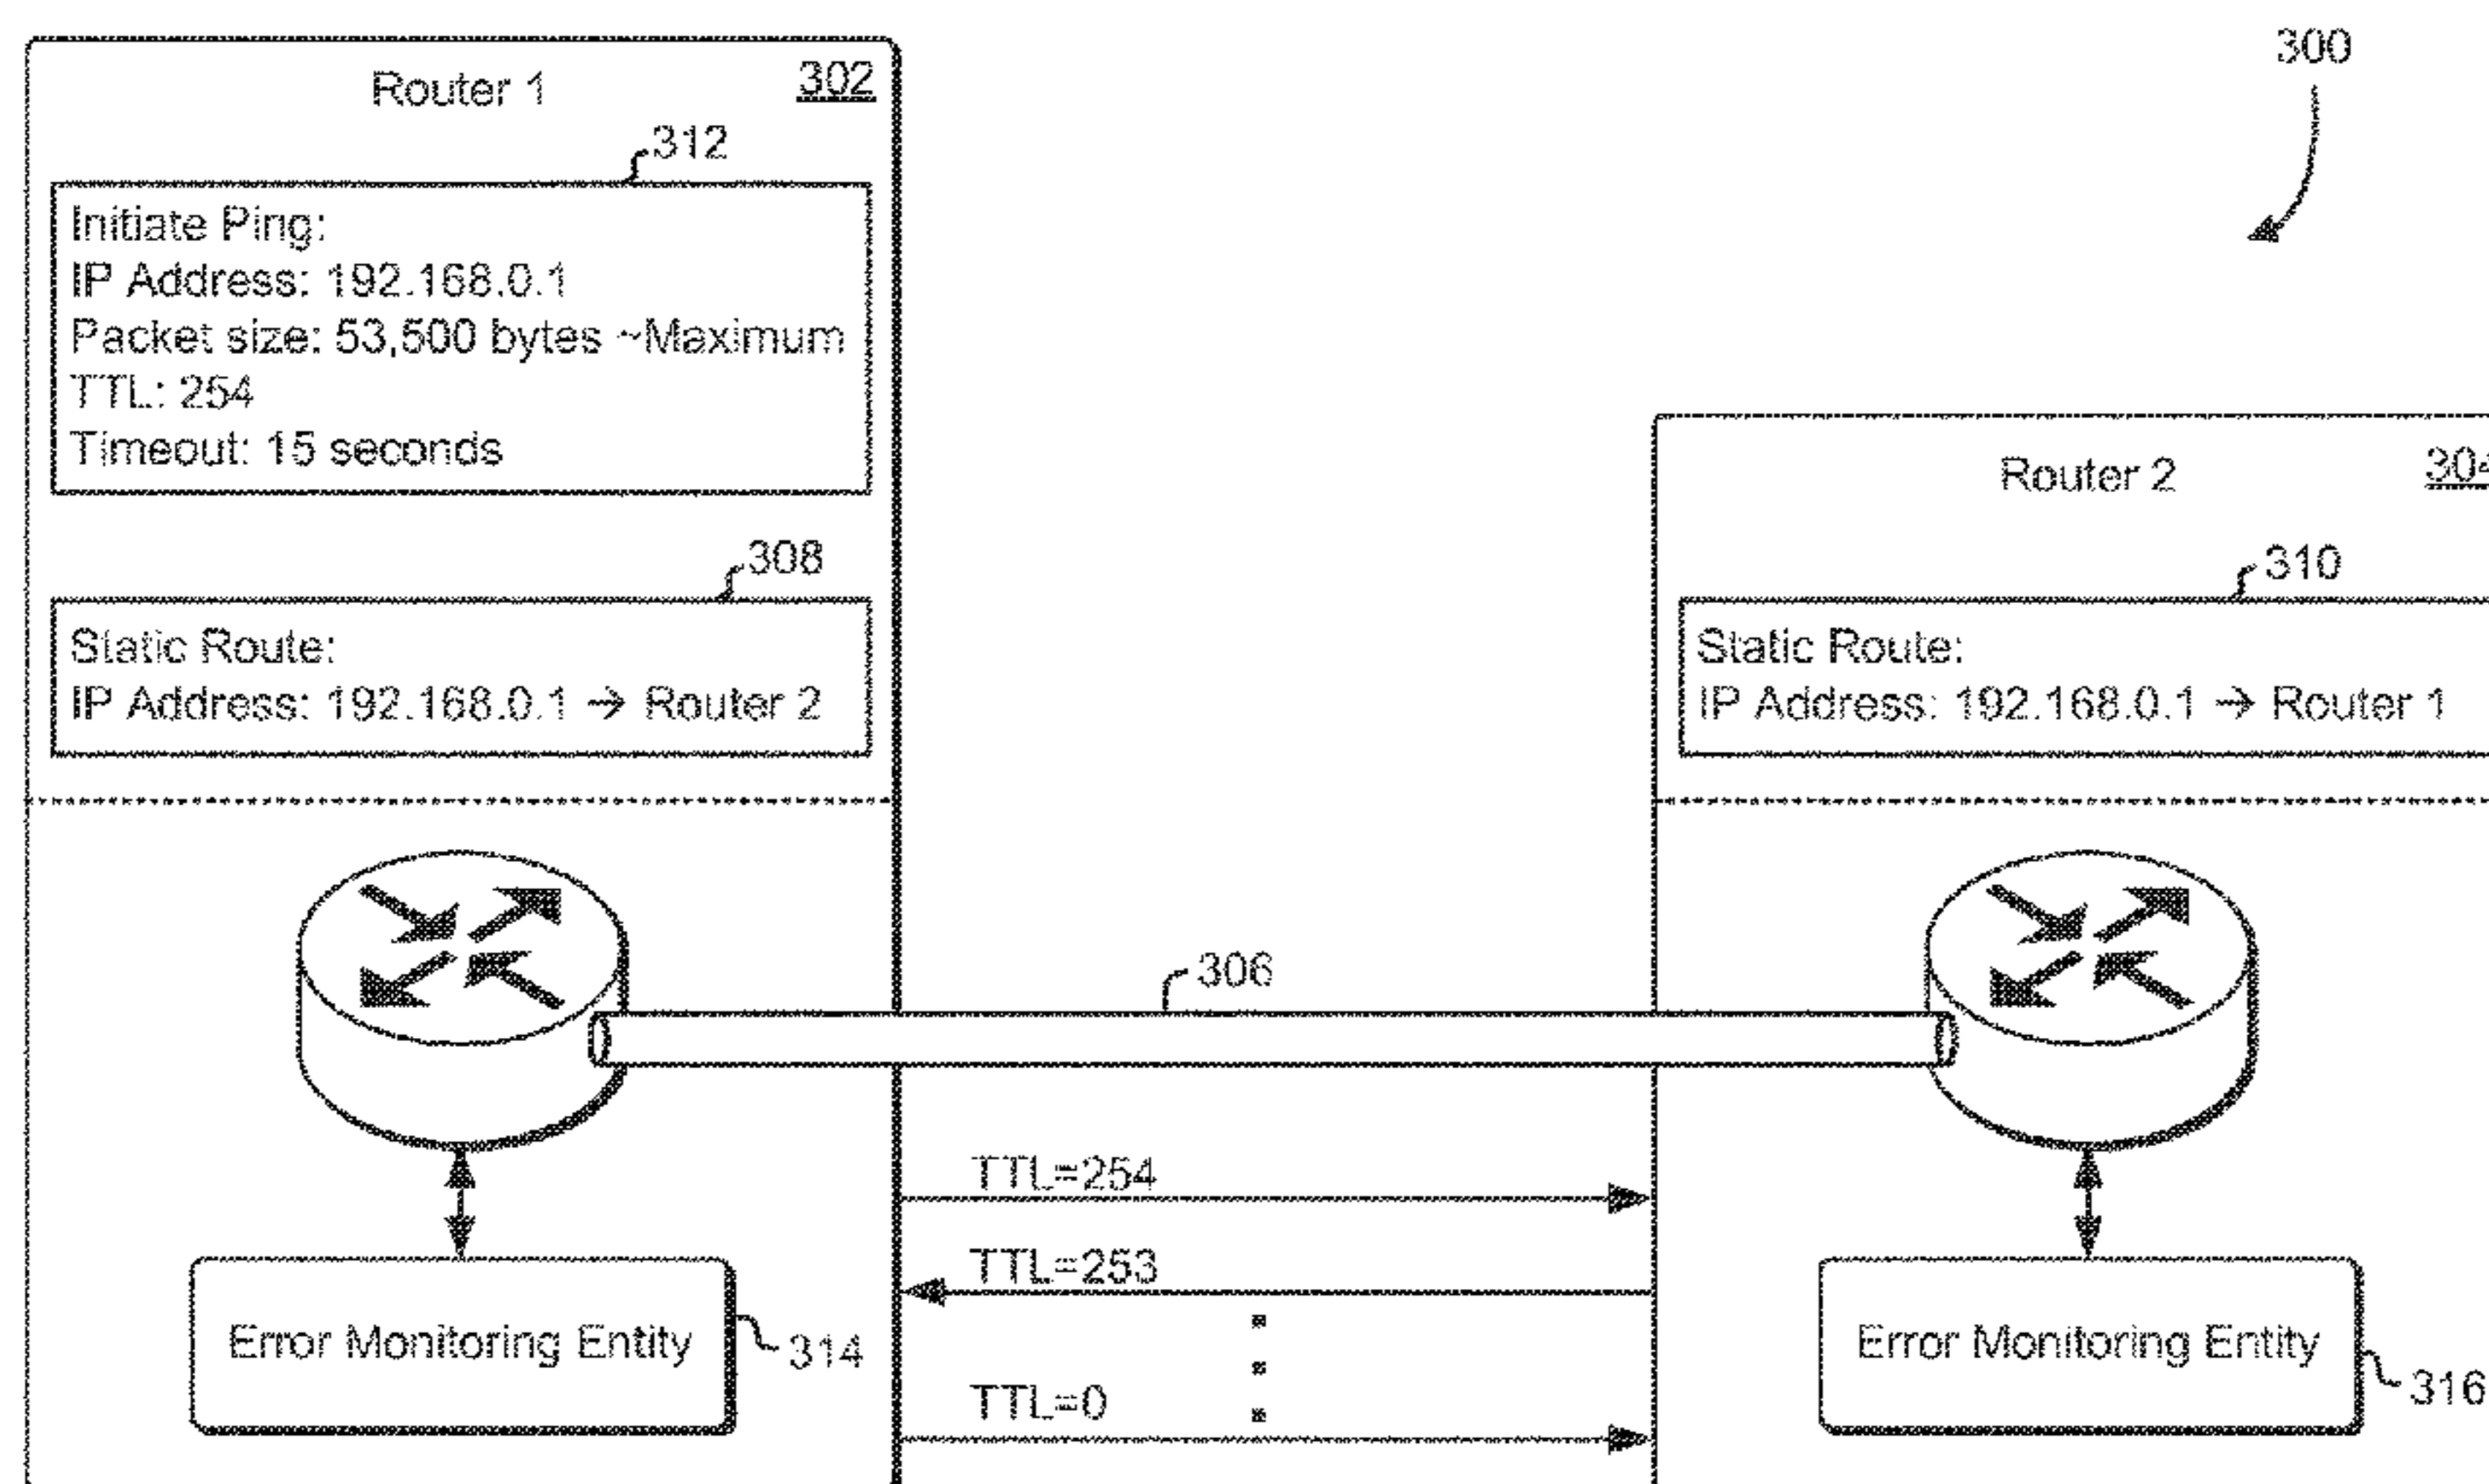 300
Router 1
302
312
Initiate Ping:
IP Address: 192.168.0.1
Packet size: 53,500 bytes ~Maximum
TTL: 254
Timeout: 15 seconds
308
Static Route:
IP Address: 192.168.0.1 → Router 2
Router 2
310
Static Route:
IP Address: 192.168.0.1 → Router 1
306
TTL=254
TTL=253
TTL=0
Error Monitoring Entity
314
Error Monitoring Entity
316